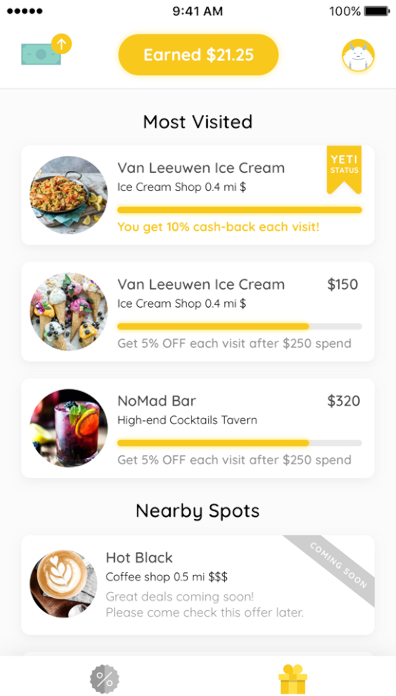 9:41 AM
100%
Earned $21.25
Most Visited
Van Leeuwen Ice Cream
Ice Cream Shop 0.4 mi $
YETI
STATUS
You get 10% cash-back each visit!
Van Leeuwen Ice Cream
$150
Ice Cream Shop 0.4 mi $
Get 5% OFF each visit after $250 spend
NoMad Bar
$320
High-end Cocktails Tavern
Get 5% OFF each visit after $250 spend
Nearby Spots
Hot Black
Coffee shop 0.5 mi $$$
COMING SOON
Great deals coming soon!
Please come check this offer later.
%